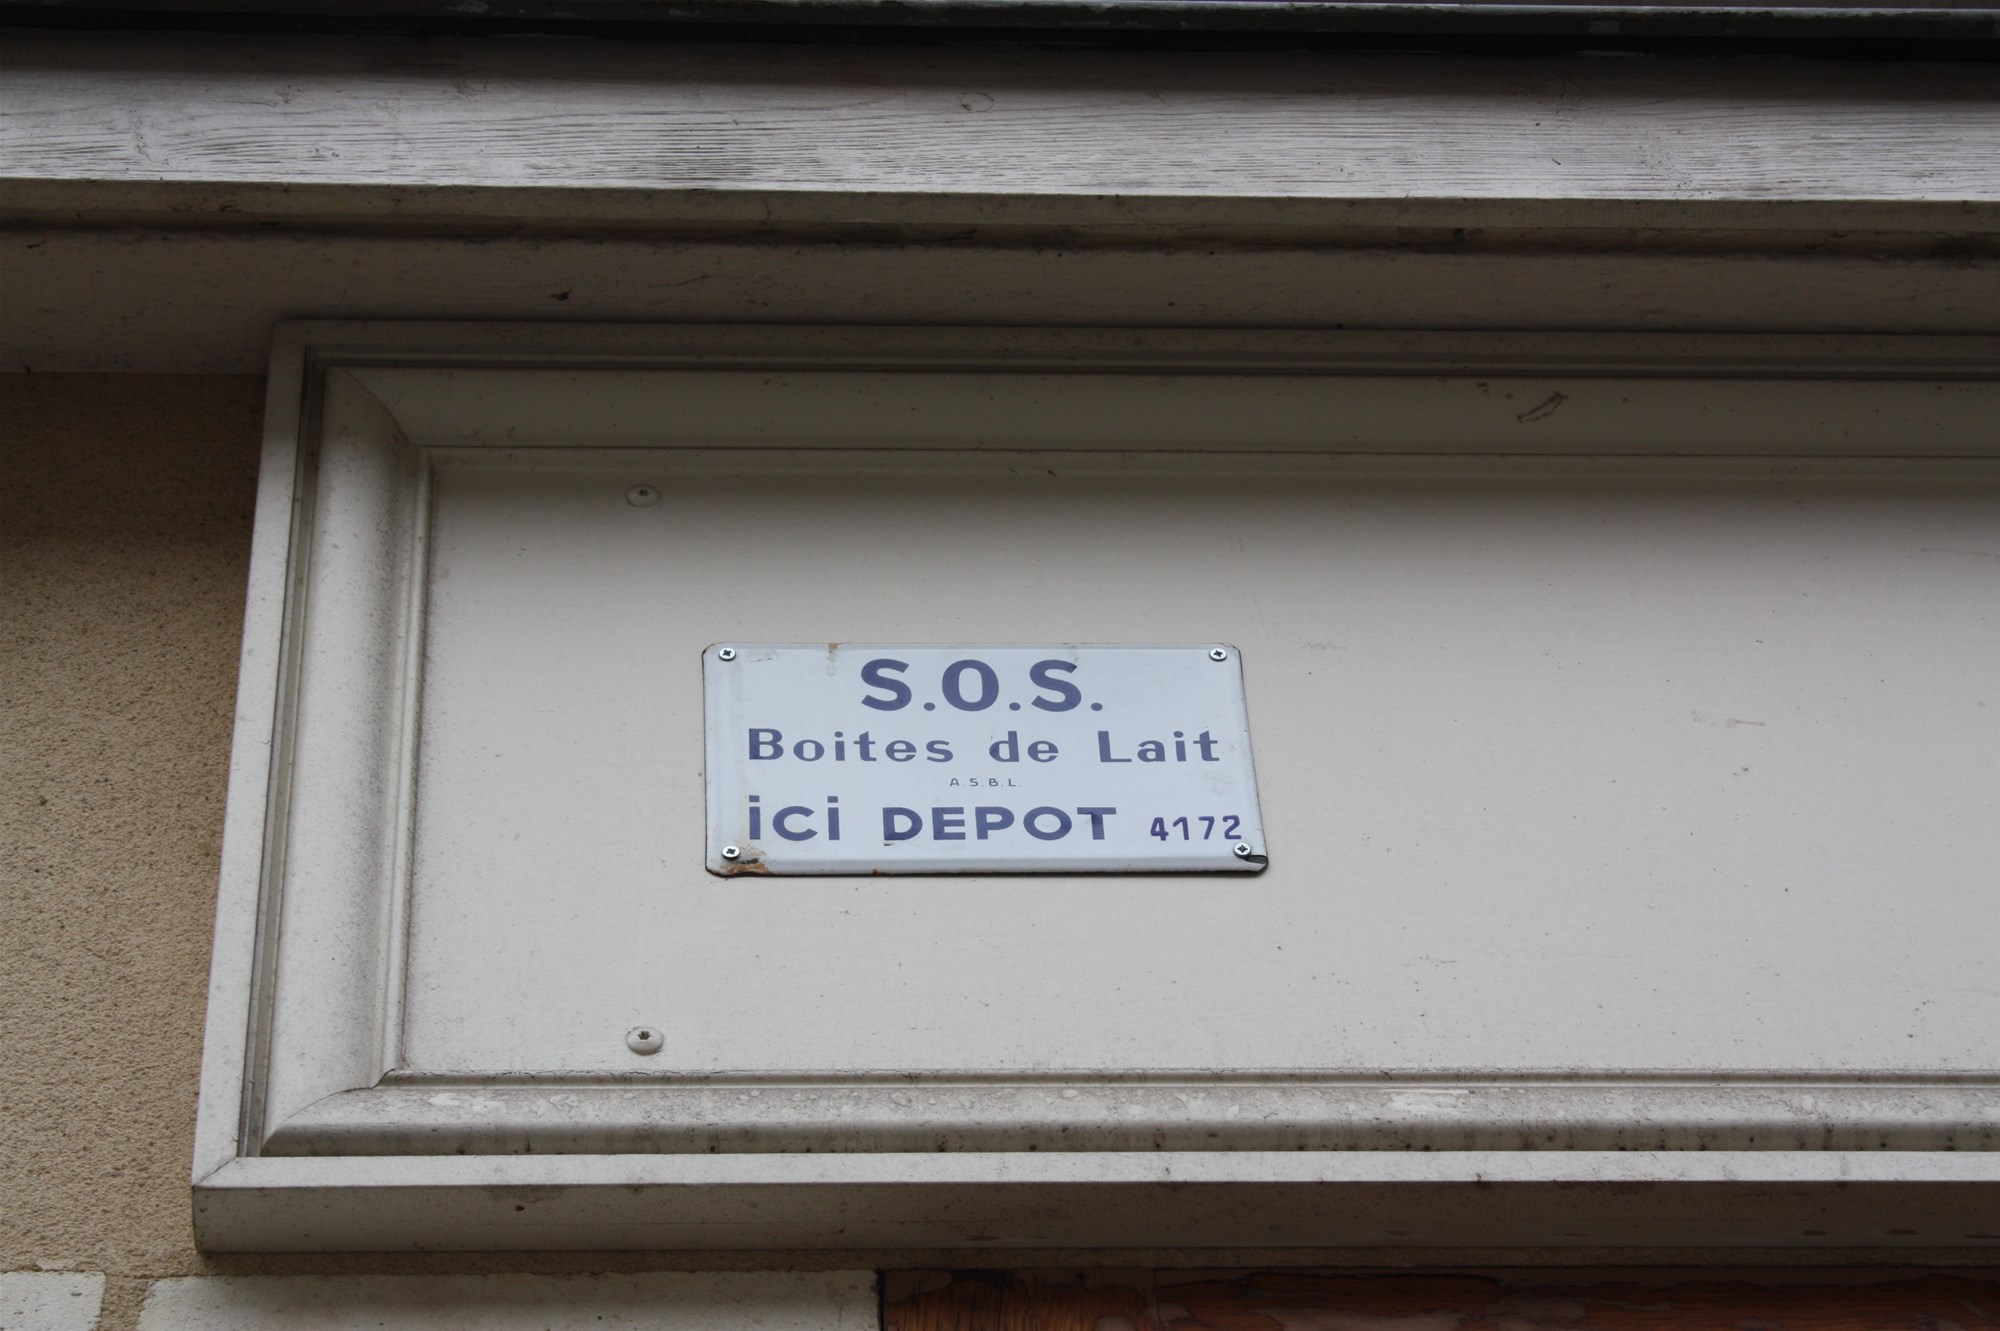 S.O.S.
Boites de Lait
A.S.B.L.
iCi DEPOT 4172